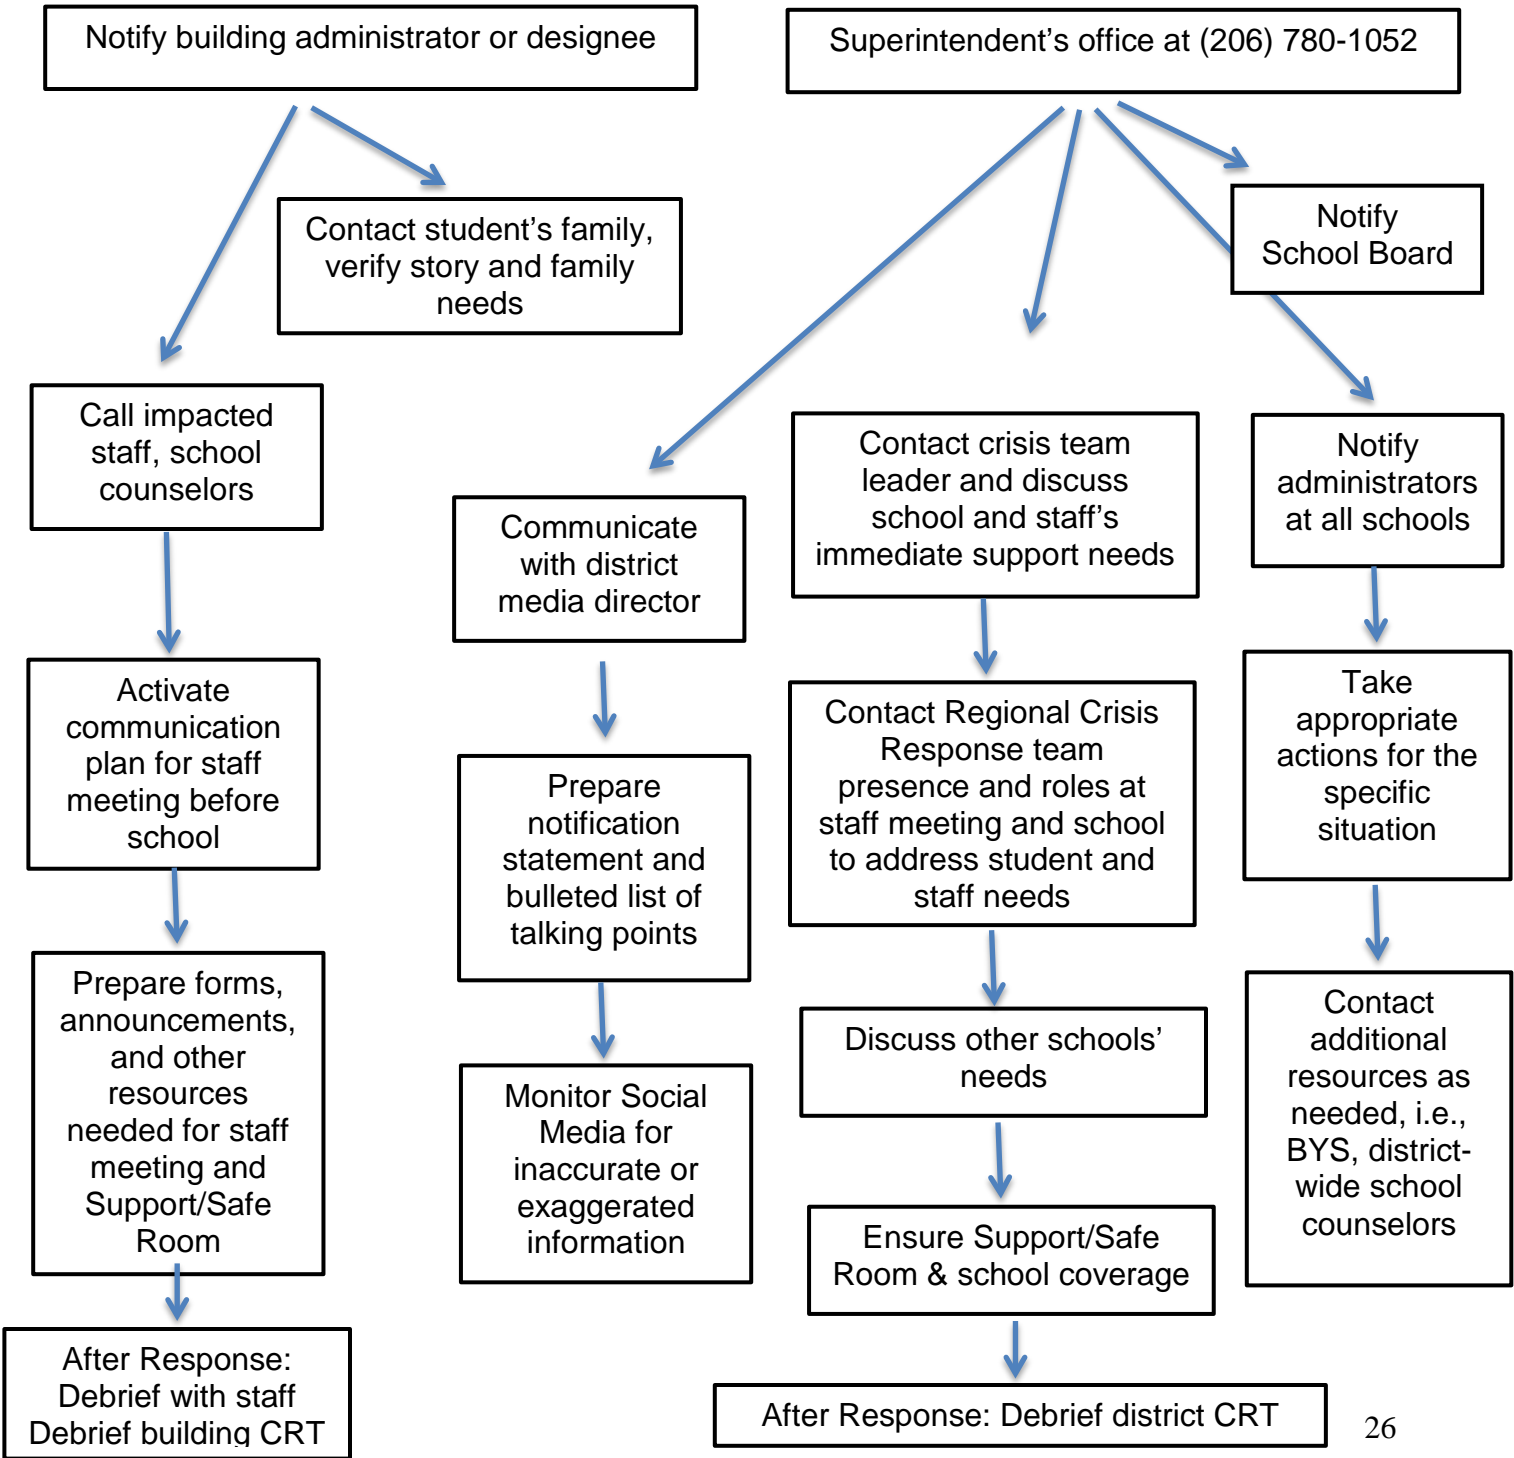 Notify building administrator or designee
Superintendent’s office at (206) 780-1052
Contact student’s family,
verify story and family
needs
Notify
School Board
Call impacted
staff, school
counselors
Communicate
with district
media director
Contact crisis team
leader and discuss
school and staff’s
immediate support needs
Notify
administrators
at all schools
Activate
communication
plan for staff
meeting before
school
Prepare
notification
statement and
bulleted list of
talking points
Contact Regional Crisis
Response team
presence and roles at
staff meeting and school
to address student and
staff needs
Take
appropriate
actions for the
specific
situation
Prepare forms,
announcements,
and other
resources
needed for staff
meeting and
Support/Safe
Room
Monitor Social
Media for
inaccurate or
exaggerated
information
Discuss other schools’
needs
Contact
additional
resources as
needed, i.e.,
BYS, district-
wide school
counselors
Ensure Support/Safe
Room & school coverage
After Response:
Debrief with staff
Debrief building CRT
After Response: Debrief district CRT
26